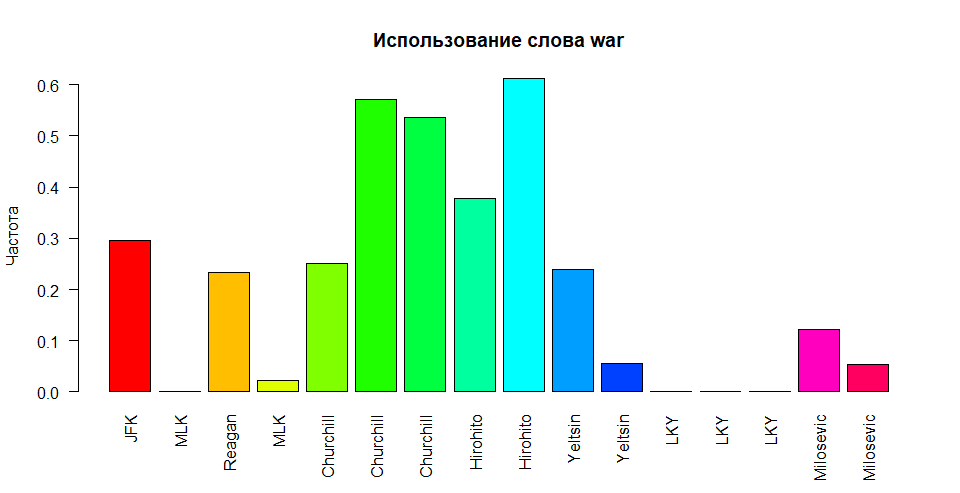 Использование слова war
Частота
0.6
0.5
0.4
0.3
0.2
0.1
0.0
JFK
MLK
Reagan
MLK
Churchill
Churchill
Churchill
Hirohito
Hirohito
Yeltsin
Yeltsin
LKY
LKY
LKY
Milosevic
Milosevic